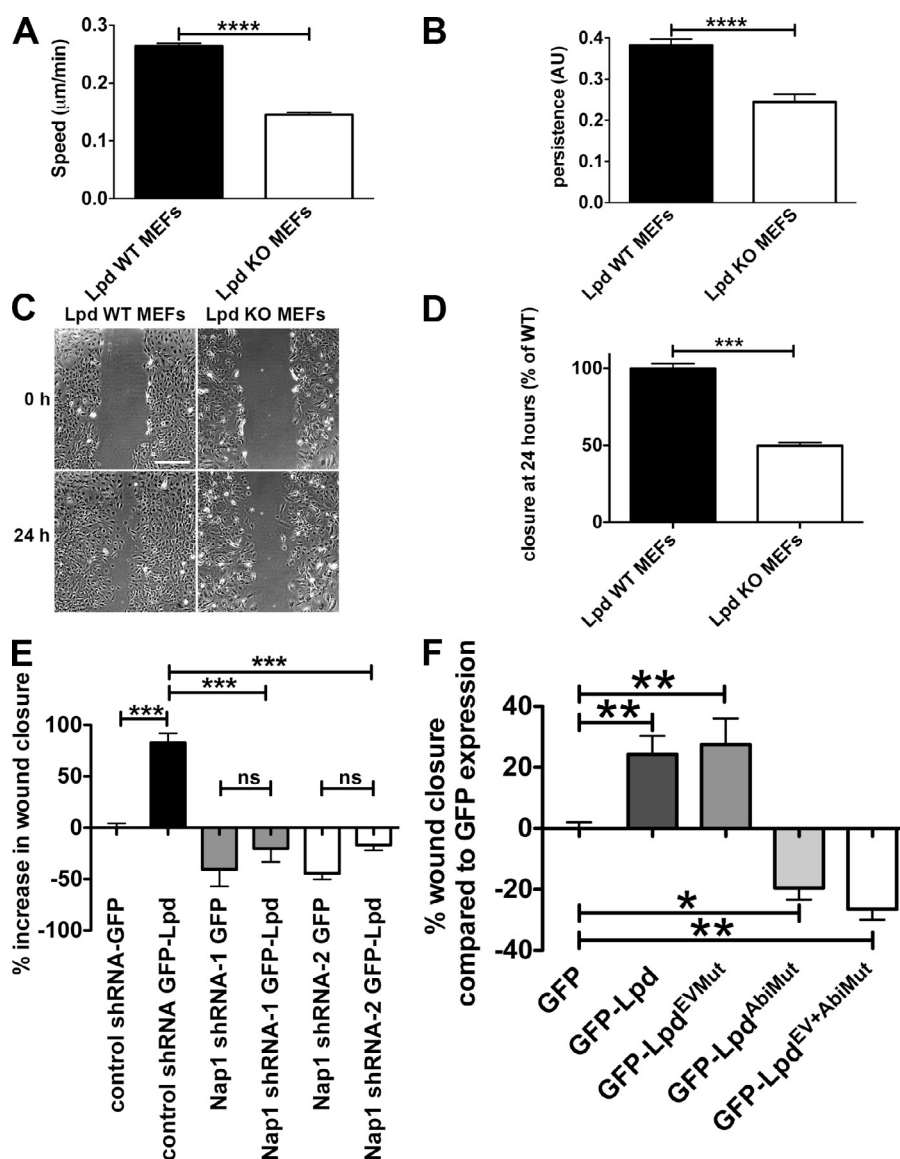 A
Speed (µm/min)
0.3
0.2
0.1
0.0
****
Lpd WT MEFs
Lpd KO MEFs
B
persistence (AU)
0.4
0.3
0.2
0.1
0.0
****
Lpd WT MEFs
Lpd KO MEFS
C
Lpd WT MEFs
Lpd KO MEFs
0 h
24 h
D
closure at 24 hours (% of WT)
100
50
0
***
Lpd WT MEFs
Lpd KO MEFs
E
% increase in wound closure
100
50
0
-50
-100
***
***
***
ns
ns
control shRNA-GFP
control shRNA GFP-Lpd
Nap1 shRNA-1 GFP
Nap1 shRNA-1 GFP-Lpd
Nap1 shRNA-2 GFP
Nap1 shRNA-2 GFP-Lpd
F
% wound closure
compared to GFP expression
40
20
0
-20
-40
**
**
*
**
GFP
GFP-Lpd
GFP-Lpd^EVMut
GFP-Lpd^AbiMut
GFP-Lpd^EV+AbiMut